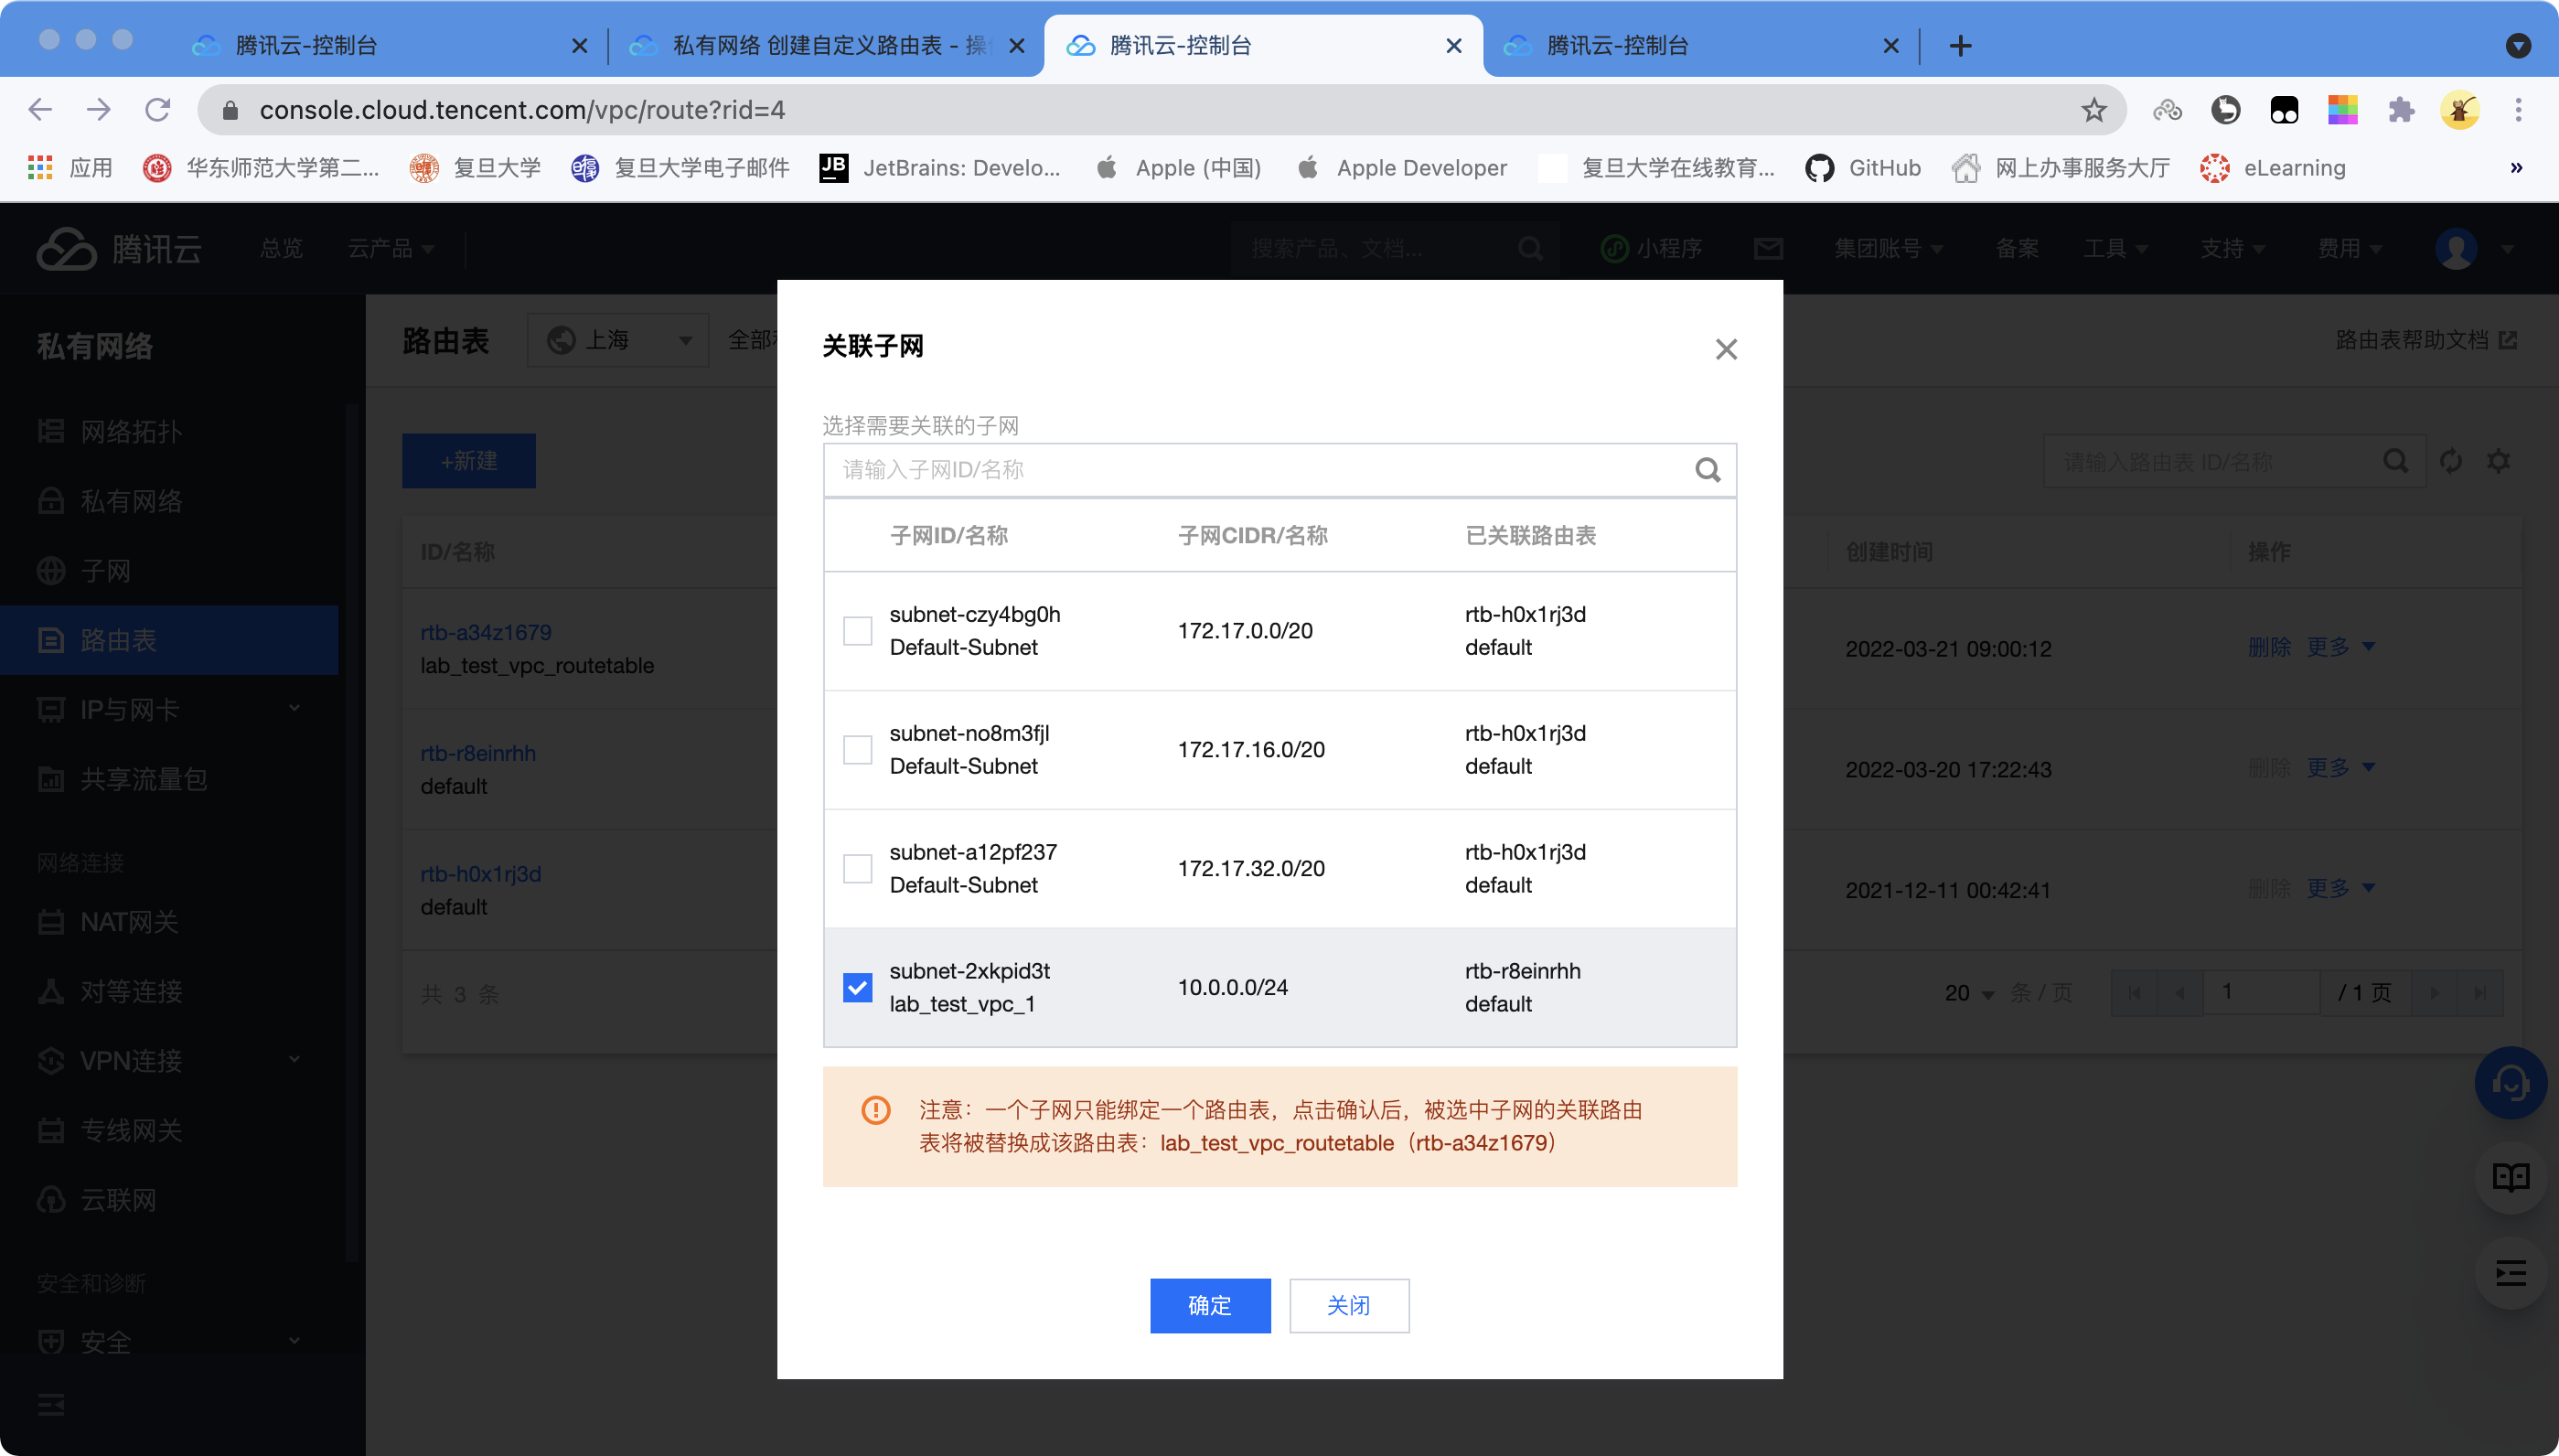 腾讯云-控制台
私有网络 创建自定义路由表 - 操
腾讯云-控制台
腾讯云-控制台
console.cloud.tencent.com/vpc/route?rid=4
应用
华东师范大学第二...
复旦大学
复旦大学电子邮件
JB
JetBrains: Develo...
Apple (中国)
Apple Developer
复旦大学在线教育...
GitHub
网上办事服务大厅
eLearning
»
腾讯云
总览
云产品
搜索产品、文档...
小程序
集团账号
备案
工具
支持
费用
私有网络
网络拓扑
私有网络
子网
路由表
IP与网卡
共享流量包
网络连接
NAT网关
对等连接
VPN连接
专线网关
云联网
安全和诊断
安全
路由表
上海
全部
路由表帮助文档
+新建
请输入路由表 ID/名称
ID/名称
创建时间
操作
rtb-a34z1679
lab_test_vpc_routetable
2022-03-21 09:00:12
删除 更多
rtb-r8einrhh
default
2022-03-20 17:22:43
删除 更多
rtb-h0x1rj3d
default
2021-12-11 00:42:41
删除 更多
共 3 条
20 条 / 页
1
/ 1 页
关联子网
选择需要关联的子网
请输入子网ID/名称
子网ID/名称 子网CIDR/名称 已关联路由表
subnet-czy4bg0h
Default-Subnet
172.17.0.0/20
rtb-h0x1rj3d
default
subnet-no8m3fjl
Default-Subnet
172.17.16.0/20
rtb-h0x1rj3d
default
subnet-a12pf237
Default-Subnet
172.17.32.0/20
rtb-h0x1rj3d
default
subnet-2xkpid3t
lab_test_vpc_1
10.0.0.0/24
rtb-r8einrhh
default
注意：一个子网只能绑定一个路由表，点击确认后，被选中子网的关联路由
表将被替换成该路由表：lab_test_vpc_routetable（rtb-a34z1679）
确定
关闭